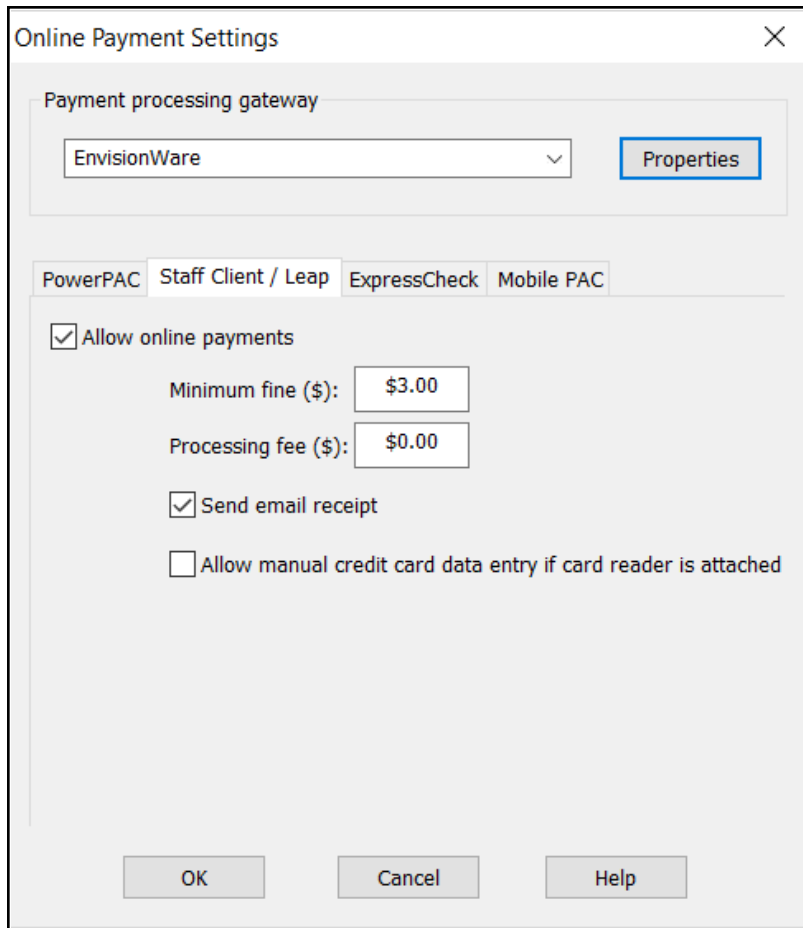 Online Payment Settings
Payment processing gateway
EnvisionWare
Properties
PowerPAC
Staff Client / Leap
ExpressCheck
Mobile PAC
Allow online payments
Minimum fine ($):
$3.00
Processing fee ($):
$0.00
Send email receipt
Allow manual credit card data entry if card reader is attached
OK
Cancel
Help